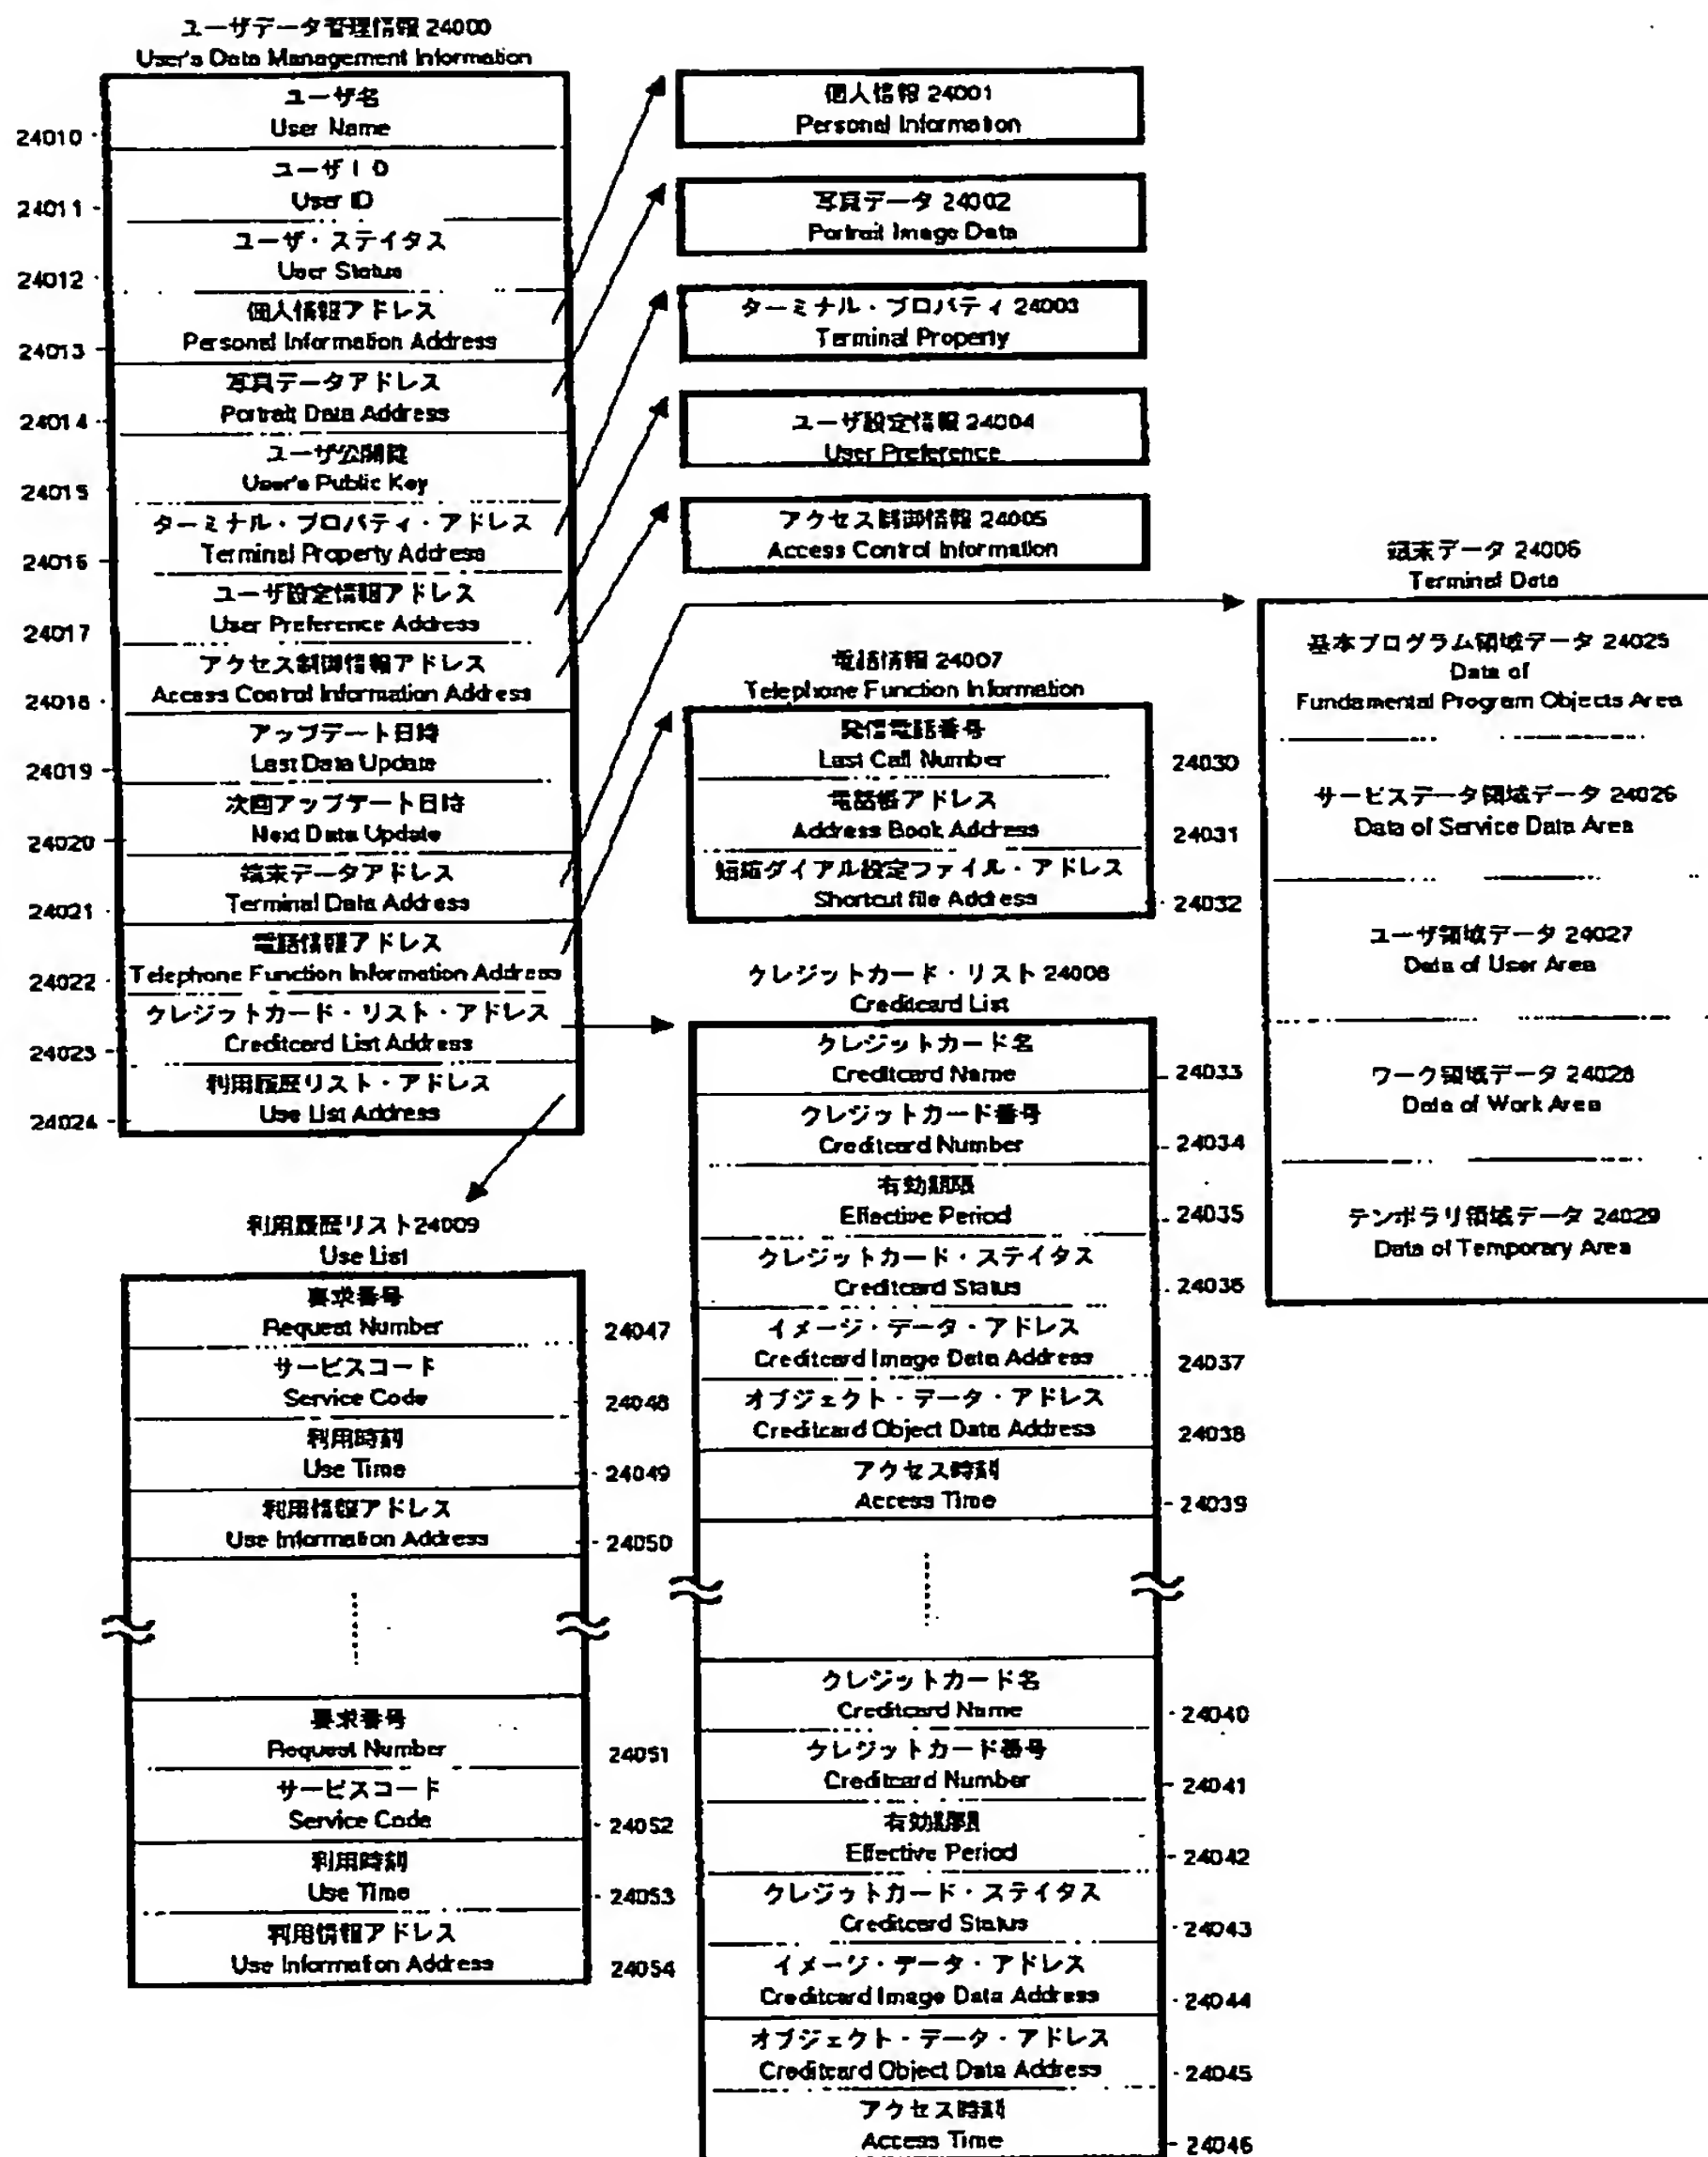 ユーザデータ管理情報 24000
User's Data Management Information
ユーザ名
User Name
24010
ユーザID
User ID
24011
ユーザ・ステイタス
User Status
24012
個人情報アドレス
Personal Information Address
24013
写真データアドレス
Portrait Data Address
24014
ユーザ公開鍵
User's Public Key
24015
ターミナル・プロパティ・アドレス
Terminal Property Address
24016
ユーザ設定情報アドレス
User Preference Address
24017
アクセス制御情報アドレス
Access Control Information Address
24018
アップデート日時
Last Data Update
24019
次回アップデート日時
Next Data Update
24020
端末データアドレス
Terminal Data Address
24021
電話情報アドレス
Telephone Function Information Address
24022
クレジットカード・リスト・アドレス
Creditcard List Address
24023
利用履歴リスト・アドレス
Use List Address
24024
個人情報 24001
Personal Information
写真データ 24002
Portrait Image Data
ターミナル・プロパティ 24003
Terminal Property
ユーザ設定情報 24004
User Preference
アクセス制御情報 24005
Access Control Information
端末データ 24006
Terminal Data
基本プログラム領域データ 24025
Data of
Fundamental Program Objects Area
サービスデータ領域データ 24026
Data of Service Data Area
ユーザ領域データ 24027
Data of User Area
ワーク領域データ 24028
Data of Work Area
テンポラリ領域データ 24029
Data of Temporary Area
電話情報 24007
Telephone Function Information
発信電話番号
Last Call Number
24030
電話帳アドレス
Address Book Address
24031
短縮ダイアル設定ファイル・アドレス
Shortcut file Address
24032
クレジットカード・リスト 24008
Creditcard List
クレジットカード名
Creditcard Name
24033
クレジットカード番号
Creditcard Number
24034
有効期限
Effective Period
24035
クレジットカード・ステイタス
Creditcard Status
24036
イメージ・データ・アドレス
Creditcard Image Data Address
24037
オブジェクト・データ・アドレス
Creditcard Object Data Address
24038
アクセス時刻
Access Time
24039
クレジットカード名
Creditcard Name
24040
クレジットカード番号
Creditcard Number
24041
有効期限
Effective Period
24042
クレジットカード・ステイタス
Creditcard Status
24043
イメージ・データ・アドレス
Creditcard Image Data Address
24044
オブジェクト・データ・アドレス
Creditcard Object Data Address
24045
アクセス時刻
Access Time
24046
利用履歴リスト24009
Use List
要求番号
Request Number
24047
サービスコード
Service Code
24048
利用時刻
Use Time
24049
利用情報アドレス
Use Information Address
24050
要求番号
Request Number
24051
サービスコード
Service Code
24052
利用時刻
Use Time
24053
利用情報アドレス
Use Information Address
24054